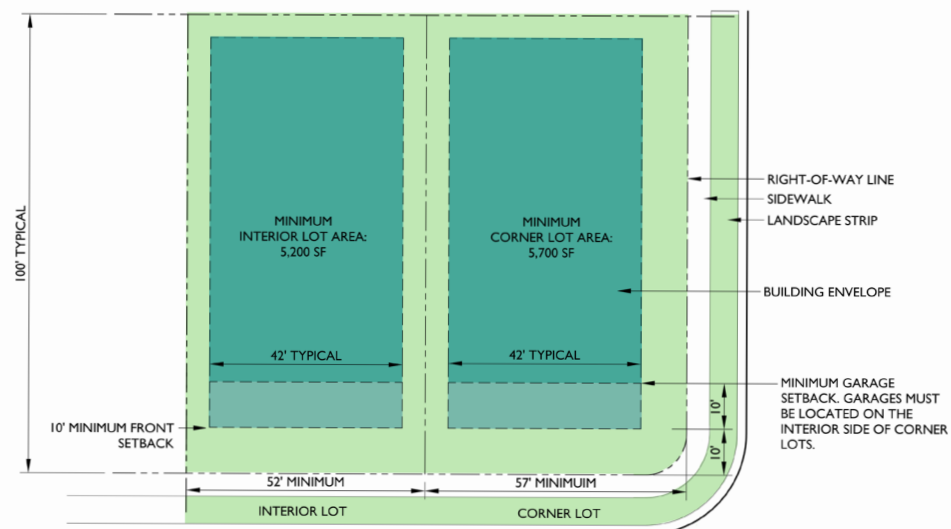 100' TYPICAL
MINIMUM
INTERIOR LOT AREA:
5,200 SF
MINIMUM
CORNER LOT AREA:
5,700 SF
RIGHT-OF-WAY LINE
SIDEWALK
LANDSCAPE STRIP
BUILDING ENVELOPE
42' TYPICAL
42' TYPICAL
MINIMUM GARAGE
SETBACK. GARAGES MUST
BE LOCATED ON THE
INTERIOR SIDE OF CORNER
LOTS.
10'
10'
10' MINIMUM FRONT
SETBACK
52' MINIMUM
57' MINIMUIM
INTERIOR LOT
CORNER LOT